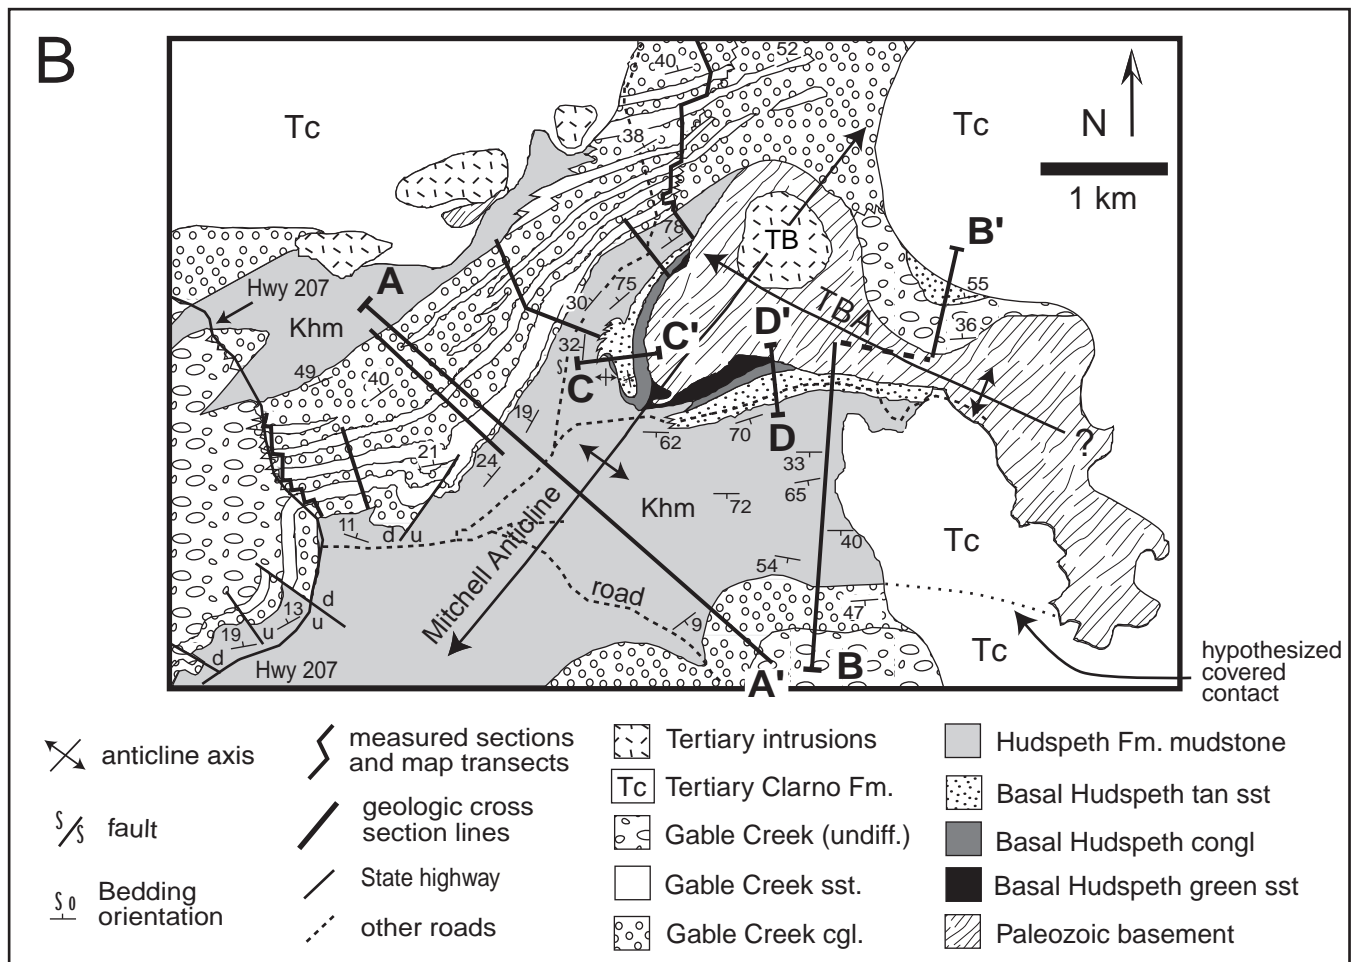 B
Tc
40
52
38
Tc
N
1 km
78
TB
B'
Hwy 207
A
Khm
30
75
TBA
55
36
D'
C'
32
C
49
40
19
62
70
D
33
65
?
21
24
Khm
72
11
d u
Mitchell Anticline
40
Tc
54
road
47
d
13
u
u
19
d
9
Hwy 207
A'
B
Tc
hypothesized
covered
contact
anticline axis
fault
Bedding
orientation
measured sections
and map transects
geologic cross
section lines
State highway
other roads
Tertiary intrusions
Tc Tertiary Clarno Fm.
Gable Creek (undiff.)
Gable Creek sst.
Gable Creek cgl.
Hudspeth Fm. mudstone
Basal Hudspeth tan sst
Basal Hudspeth congl
Basal Hudspeth green sst
Paleozoic basement